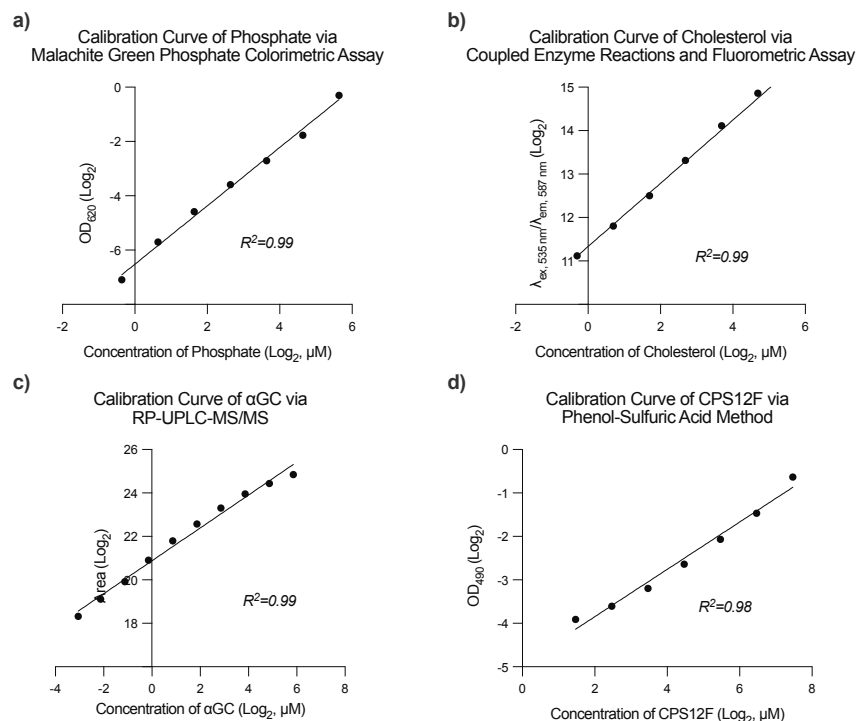 a)
Calibration Curve of Phosphate via
Malachite Green Phosphate Colorimetric Assay
0
-2
-4
-6
OD620 (Log2)
R2=0.99
-2 0 2 4 6
Concentration of Phosphate (Log2, µM)
b)
Calibration Curve of Cholesterol via
Coupled Enzyme Reactions and Fluorometric Assay
15
14
13
12
11
λex, 535 nm/λem, 587 nm (Log2)
R2=0.99
-2 0 2 4 6
Concentration of Cholesterol (Log2, µM)
c)
Calibration Curve of αGC via
RP-UPLC-MS/MS
26
24
22
20
18
rea (Log2)
R2=0.99
-4 -2 0 2 4 6 8
Concentration of αGC (Log2, µM)
d)
Calibration Curve of CPS12F via
Phenol-Sulfuric Acid Method
0
-1
-2
-3
-4
-5
OD490 (Log2)
R2=0.98
0 2 4 6 8
Concentration of CPS12F (Log2, µM)